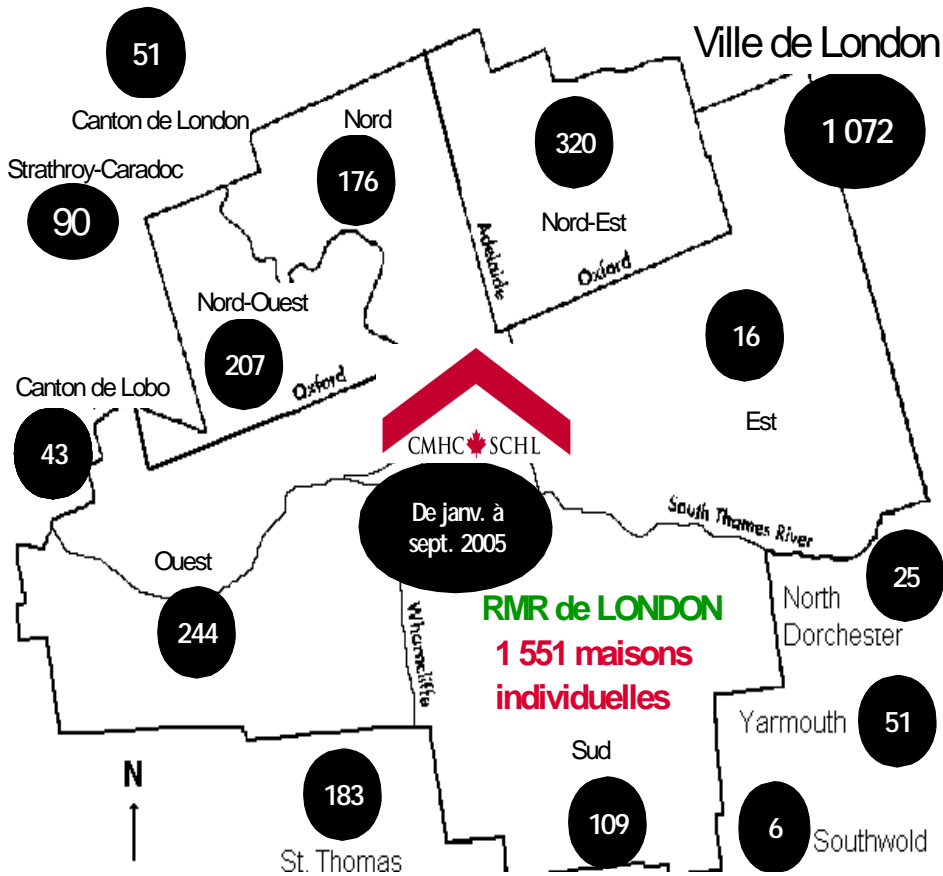 51
Canton de London
Strathroy-Caradoc
90
Nord
176
320
Nord-Est
Ville de London
1 072
Adelaide
Oxford
Nord-Ouest
207
Oxford
16
Est
Canton de Lobo
43
CMHC SCHL
De janv. à
sept. 2005
South Thames River
Ouest
244
Wharncliffe
RMR de LONDON
1 551 maisons
individuelles
25
North
Dorchester
Yarmouth
51
Sud
109
6
Southwold
N
183
St. Thomas